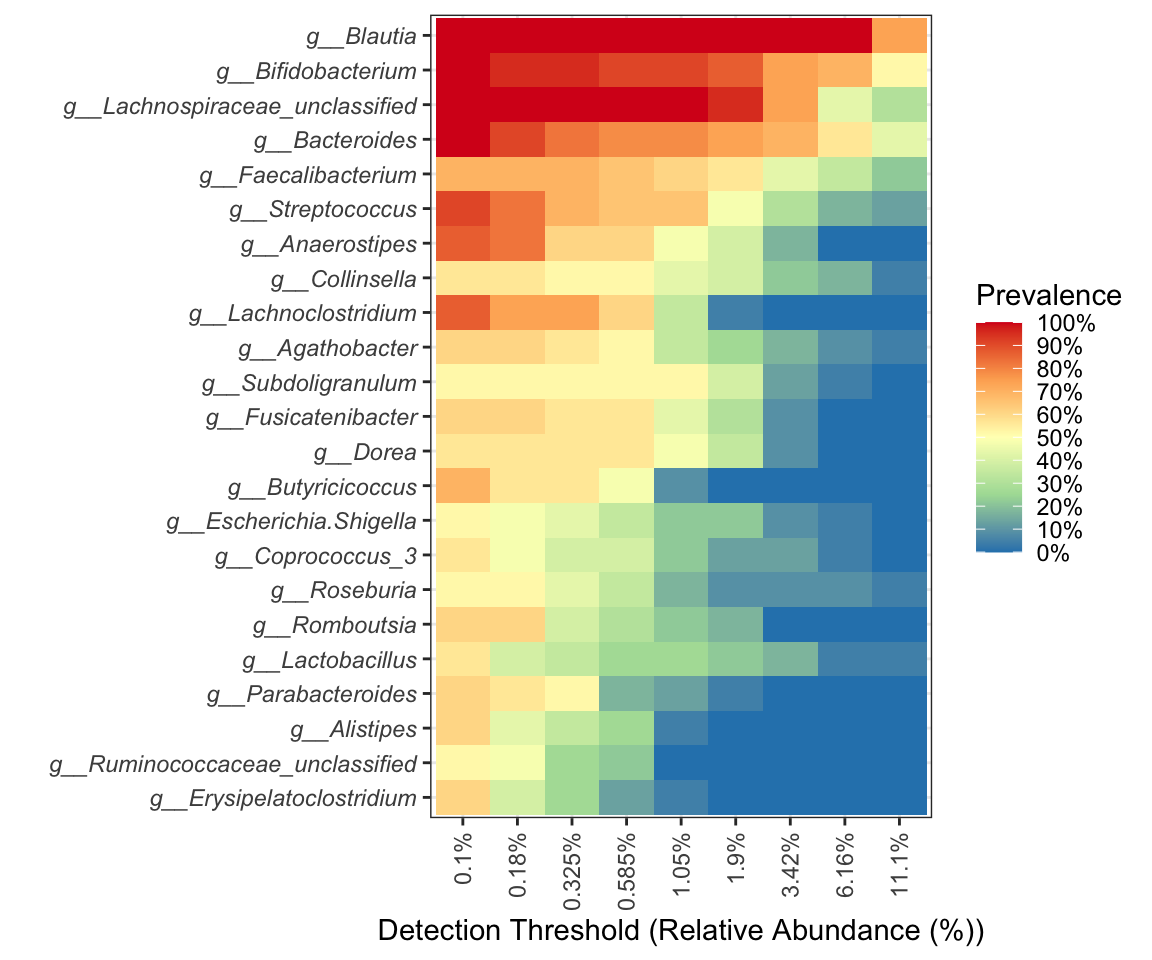 g__Blautia
g__Bifidobacterium
g__Lachnospiraceae_unclassified
g__Bacteroides
g__Faecalibacterium
g__Streptococcus
g__Anaerostipes
g__Collinsella
g__Lachnoclostridium
g__Agathobacter
g__Subdoligranulum
g__Fusicatenibacter
g__Dorea
g__Butyricicoccus
g__Escherichia.Shigella
g__Coprococcus_3
g__Roseburia
g__Romboutsia
g__Lactobacillus
g__Parabacteroides
g__Alistipes
g__Ruminococcaceae_unclassified
g__Erysipelatoclostridium
0.1%
0.18%
0.325%
0.585%
1.05%
1.9%
3.42%
6.16%
11.1%
Detection Threshold (Relative Abundance (%))
Prevalence
100%
90%
80%
70%
60%
50%
40%
30%
20%
10%
0%